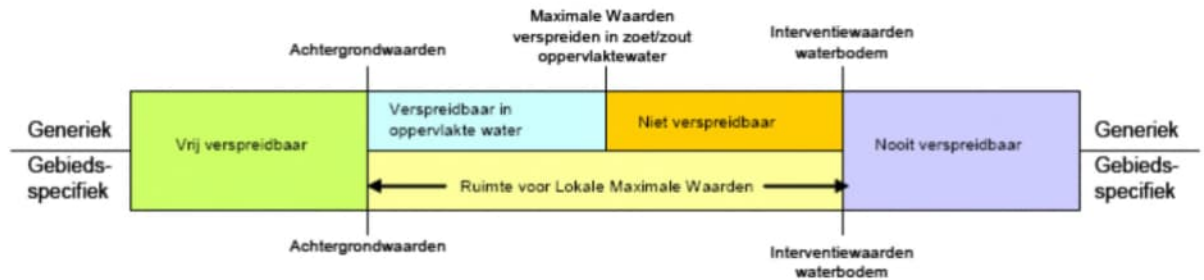 Maximale Waarden
verspreiden in zoet/zout
oppervlaktewater
Achtergrondwaarden
Interventiewaarden
waterbodem
Generiek
Gebieds-
specifiek
Vrij verspreidbaar
Verspreidbaar in
oppervlakte water
Niet verspreidbaar
Nooit verspreidbaar
Ruimte voor Lokale Maximale Waarden
Generiek
Gebieds-
specifiek
Achtergrondwaarden
Interventiewaarden
waterbodem